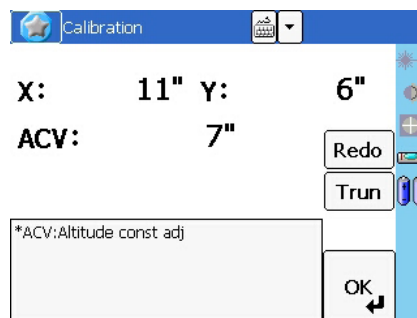 Calibration
X: 11" Y: 6"
ACV: 7"
Redo
Trun
*ACV:Altitude const adj
OK